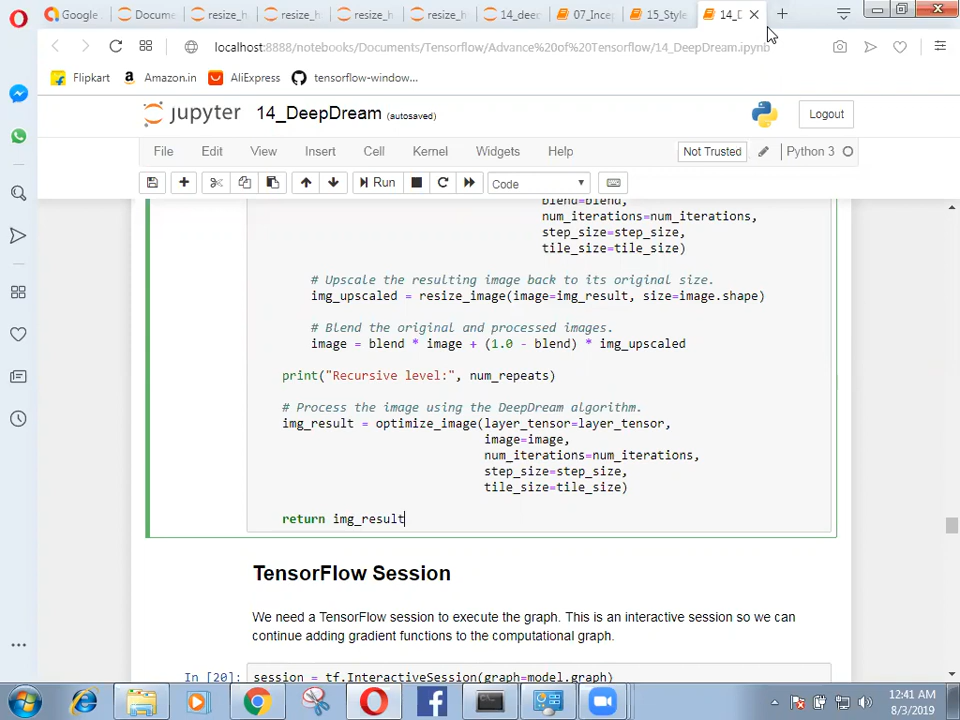 Google
Docume
resize_h
resize_h
resize_h
resize_h
14_dee
07_Ince
15_Style
14_D
localhost:8888/notebooks/Documents/Tensorflow/Advance%20of%20Tensorflow/14_DeepDream.ipynb
Flipkart
Amazon.in
AliExpress
tensorflow-window...
jupyter
14_DeepDream (autosaved)
Logout
File
Edit
View
Insert
Cell
Kernel
Widgets
Help
Not Trusted
Python 3
Run
Code
blend=blend,
num_iterations=num_iterations,
step_size=step_size,
tile_size=tile_size)
# Upscale the resulting image back to its original size.
img_upscaled = resize_image(image=img_result, size=image.shape)
# Blend the original and processed images.
image = blend * image + (1.0 - blend) * img_upscaled
print("Recursive level:", num_repeats)
# Process the image using the DeepDream algorithm.
img_result = optimize_image(layer_tensor=layer_tensor,
image=image,
num_iterations=num_iterations,
step_size=step_size,
tile_size=tile_size)
return img_result
TensorFlow Session
We need a TensorFlow session to execute the graph. This is an interactive session so we can
continue adding gradient functions to the computational graph.
In [20]:
session = tf.InteractiveSession(graph=model.graph)
12:41 AM
8/3/2019